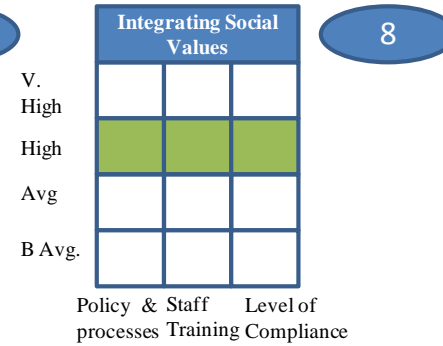 Integrating Social
Values
8
V.
High
High
Avg
B Avg.
Policy & Staff Level of
processes Training Compliance